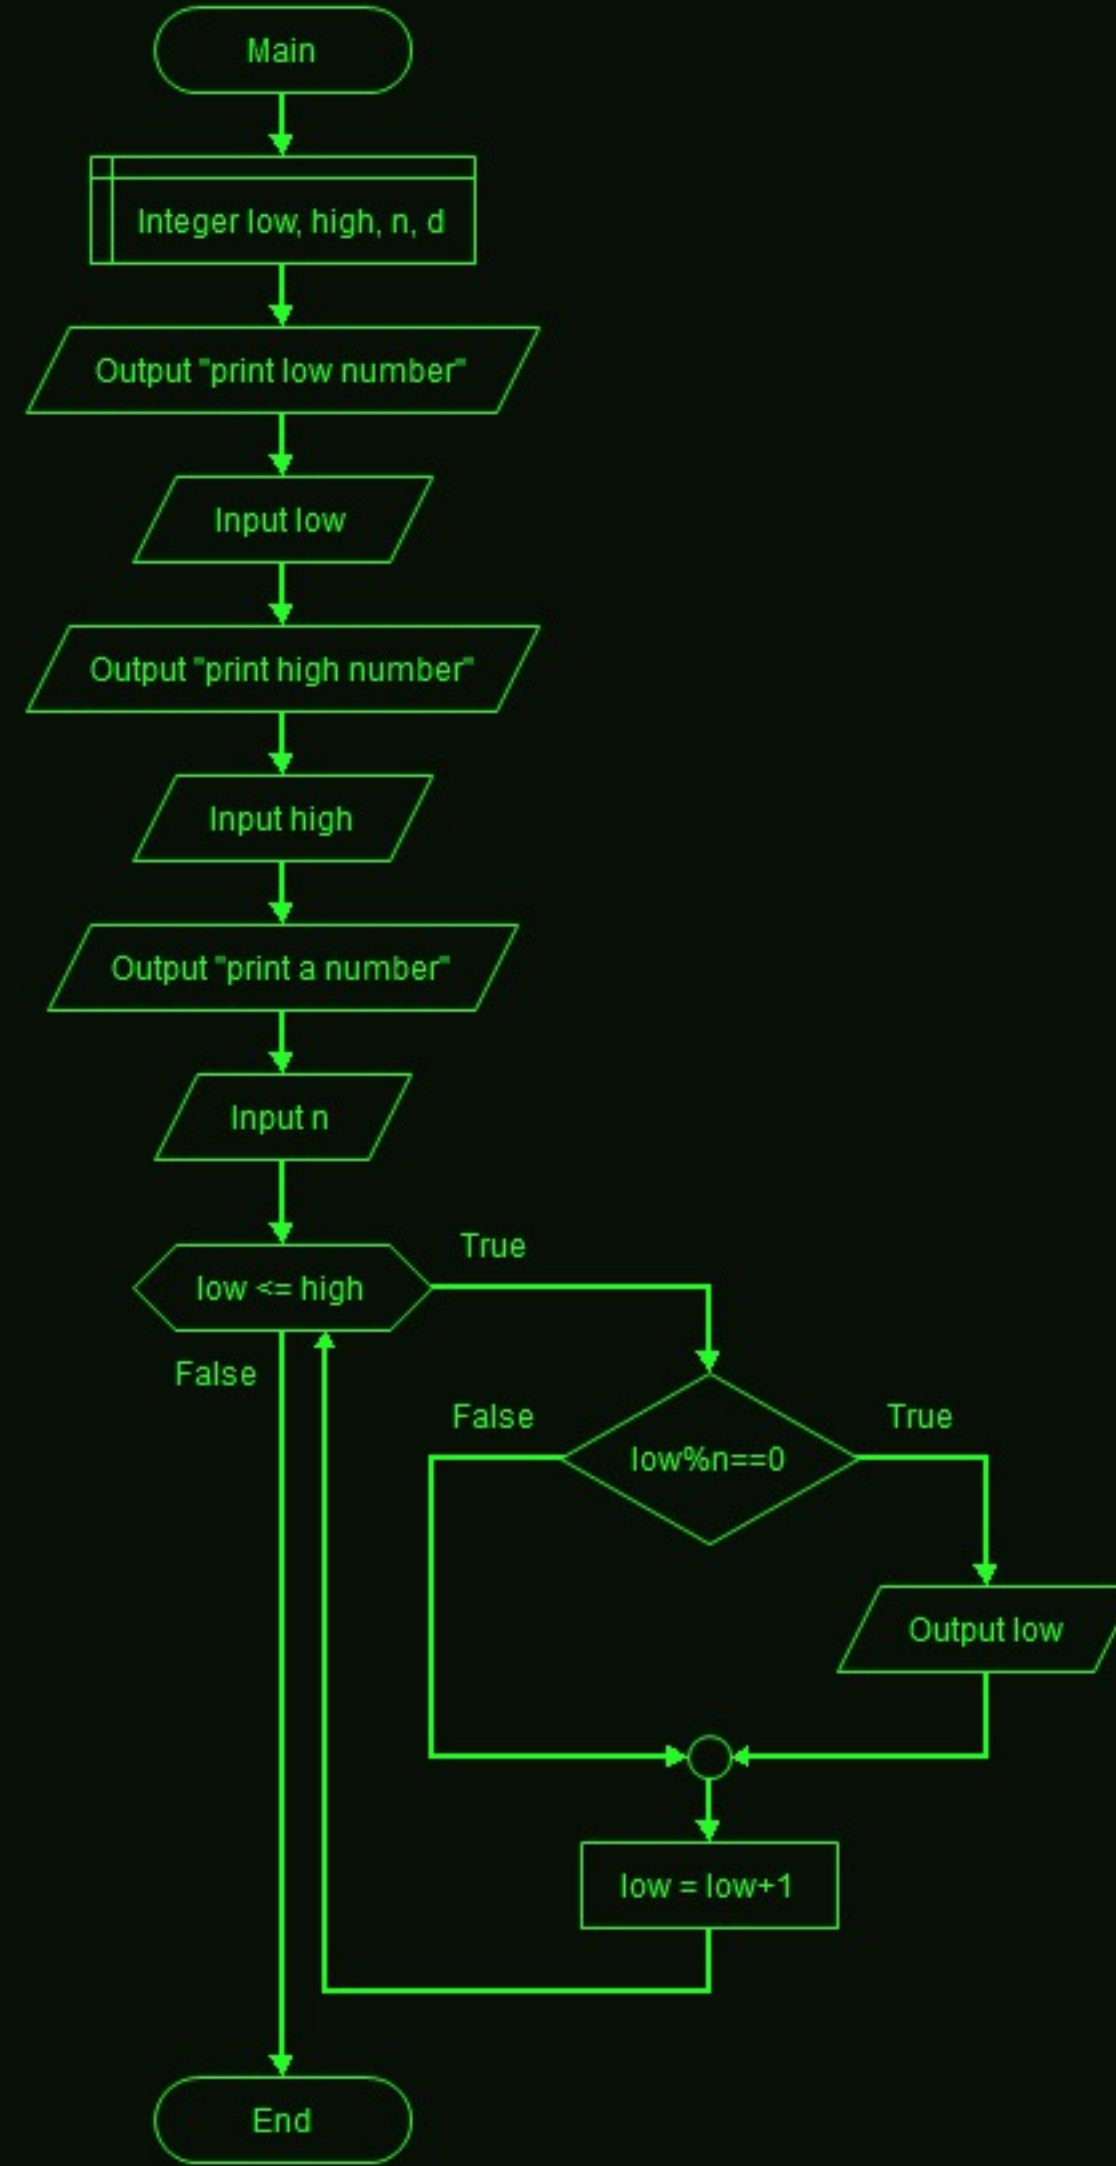 Main
Integer low, high, n, d
Output "print low number"
Input low
Output "print high number"
Input high
Output "print a number"
Input n
low <= high
True
False
low%n==0
False
True
Output low
low = low+1
End